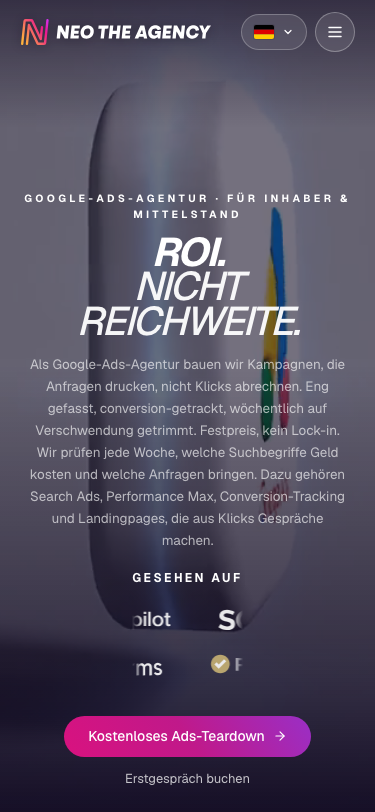 NEO THE AGENCY
GOOGLE-ADS-AGENTUR · FÜR INHABER &
MITTELSTAND
ROI.
NICHT
REICHWEITE.
Als Google-Ads-Agentur bauen wir Kampagnen, die
Anfragen drucken, nicht Klicks abrechnen. Eng
gefasst, conversion-getrackt, wöchentlich auf
Verschwendung getrimmt. Festpreis, kein Lock-in.
Wir prüfen jede Woche, welche Suchbegriffe Geld
kosten und welche Anfragen bringen. Dazu gehören
Search Ads, Performance Max, Conversion-Tracking
und Landingpages, die aus Klicks Gespräche
machen.
GESEHEN AUF
Kostenloses Ads-Teardown →
Erstgespräch buchen